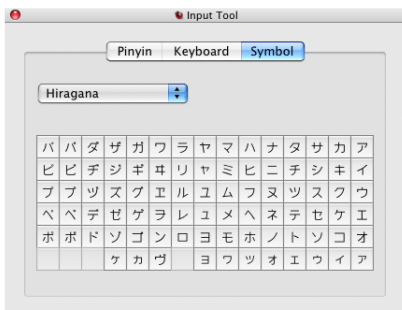 Input Tool
Pinyin Keyboard Symbol
Hiragana
バ パ ダ ザ ガ ワ ラ ヤ マ ハ ナ タ サ カ ア
ビ ピ ヂ ジ ギ ヰ リ ャ ミ ヒ ニ チ シ キ イ
ブ プ ヅ ズ グ ヱ ル ユ ム フ ヌ ツ ス ク ウ
ベ ペ デ ゼ ゲ ヲ レ ュ メ ヘ ネ テ セ ケ エ
ボ ポ ド ゾ ゴ ン ロ ヨ モ ホ ノ ト ソ コ オ
ヶ ヵ ヴ ョ ヮ ッ ォ ェ ゥ ィ ァ